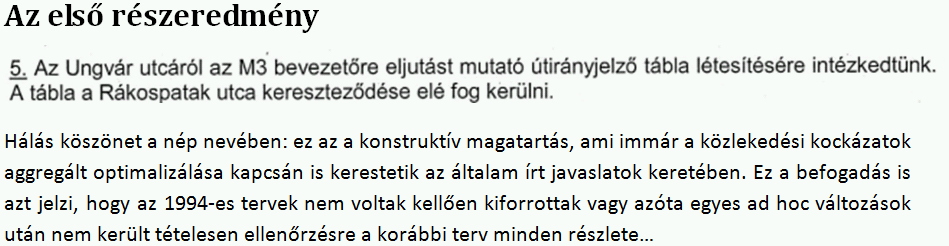 Az első részeredmény
5. Az Ungvár utcáról az M3 bevezetőre eljutást mutató útirányjelző tábla létesítésére intézkedtünk.
A tábla a Rákospatak utca kereszteződése elé fog kerülni.
Hálás köszönet a nép nevében: ez az a konstruktív magatartás, ami immár a közlekedési kockázatok
aggregált optimalizálása kapcsán is kerestetik az általam írt javaslatok keretében. Ez a befogadás is
azt jelzi, hogy az 1994-es tervek nem voltak kellően kiforrottak vagy azóta egyes ad hoc változások
után nem került tételesen ellenőrzésre a korábbi terv minden részlete…